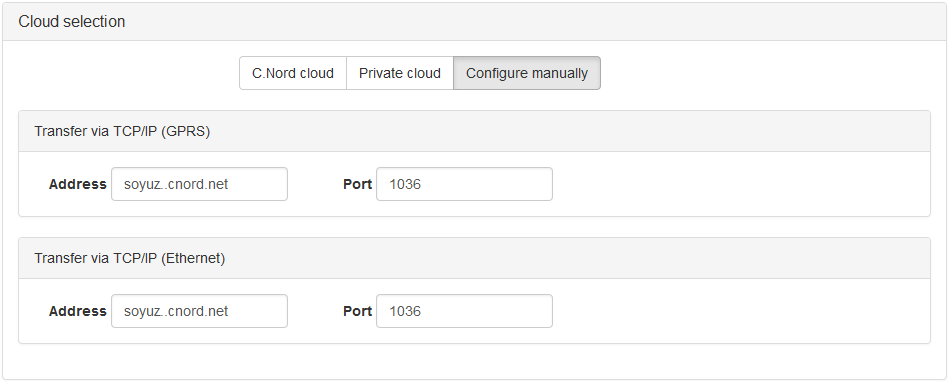 Cloud selection
C.Nord cloud Private cloud Configure manually
Transfer via TCP/IP (GPRS)
Address soyuz..cnord.net Port 1036
Transfer via TCP/IP (Ethernet)
Address soyuz..cnord.net Port 1036